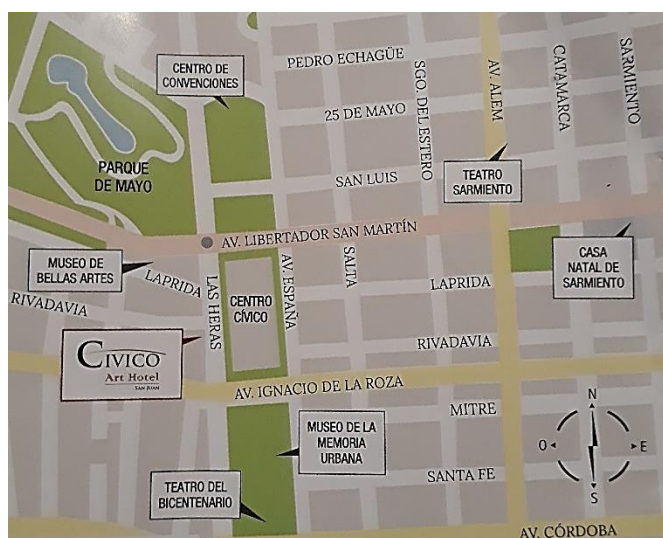 PEDRO ECHAGÜE
CENTRO DE
CONVENCIONES
SGO. DEL ESTERO
AV. ALEM
CATAMARCA
SARMIENTO
25 DE MAYO
PARQUE
DE MAYO
SAN LUIS
TEATRO
SARMIENTO
AV. LIBERTADOR SAN MARTÍN
MUSEO DE
BELLAS ARTES
LAPRIDA
LAS HERAS
CENTRO
CÍVICO
AV. ESPAÑA
SALTA
LAPRIDA
CASA
NATAL DE
SARMIENTO
RIVADAVIA
CIVICO
Art Hotel
SAN JUAN
RIVADAVIA
AV. IGNACIO DE LA ROZA
MITRE
MUSEO DE LA
MEMORIA
URBANA
N
O
E
S
TEATRO DEL
BICENTENARIO
SANTA FE
AV. CÓRDOBA